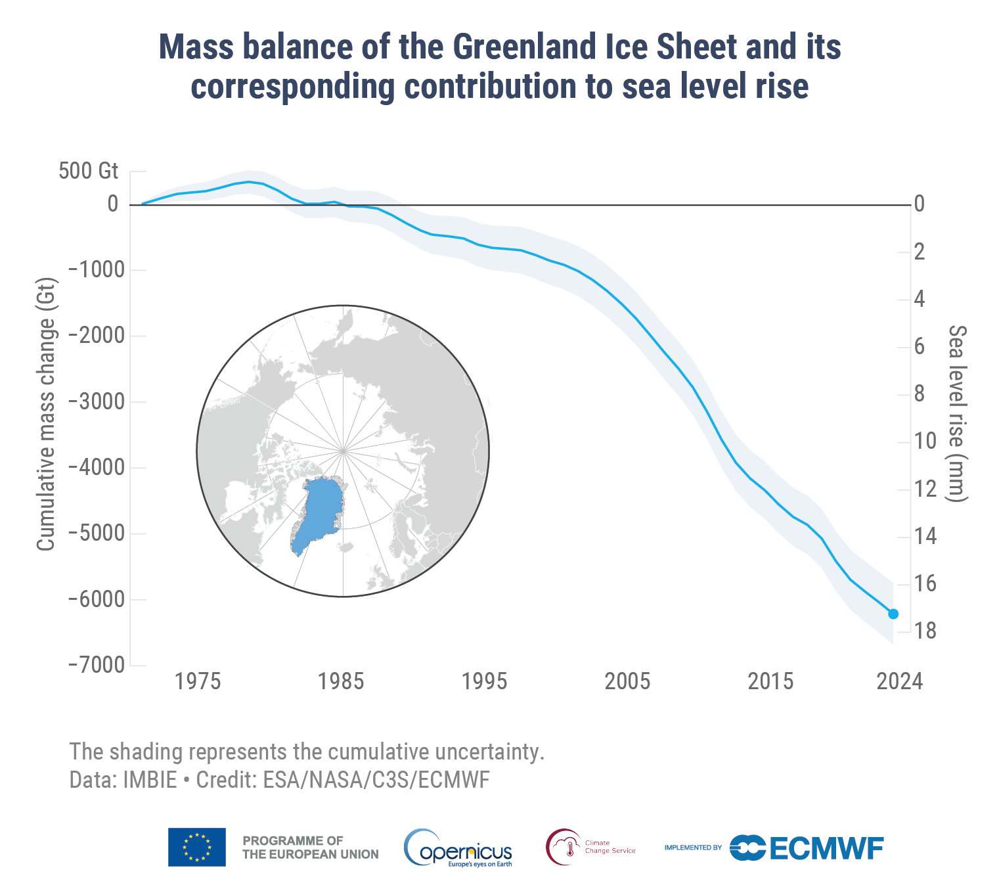 Mass balance of the Greenland Ice Sheet and its
corresponding contribution to sea level rise
500 Gt
0
−1000
−2000
−3000
−4000
−5000
−6000
−7000
Cumulative mass change (Gt)
0
2
4
6
8
10
12
14
16
18
Sea level rise (mm)
1975
1985
1995
2005
2015
2024
The shading represents the cumulative uncertainty.
Data: IMBIE • Credit: ESA/NASA/C3S/ECMWF
PROGRAMME OF
THE EUROPEAN UNION
Copernicus
Europe's eyes on Earth
Climate
Change Service
IMPLEMENTED BY
ECMWF